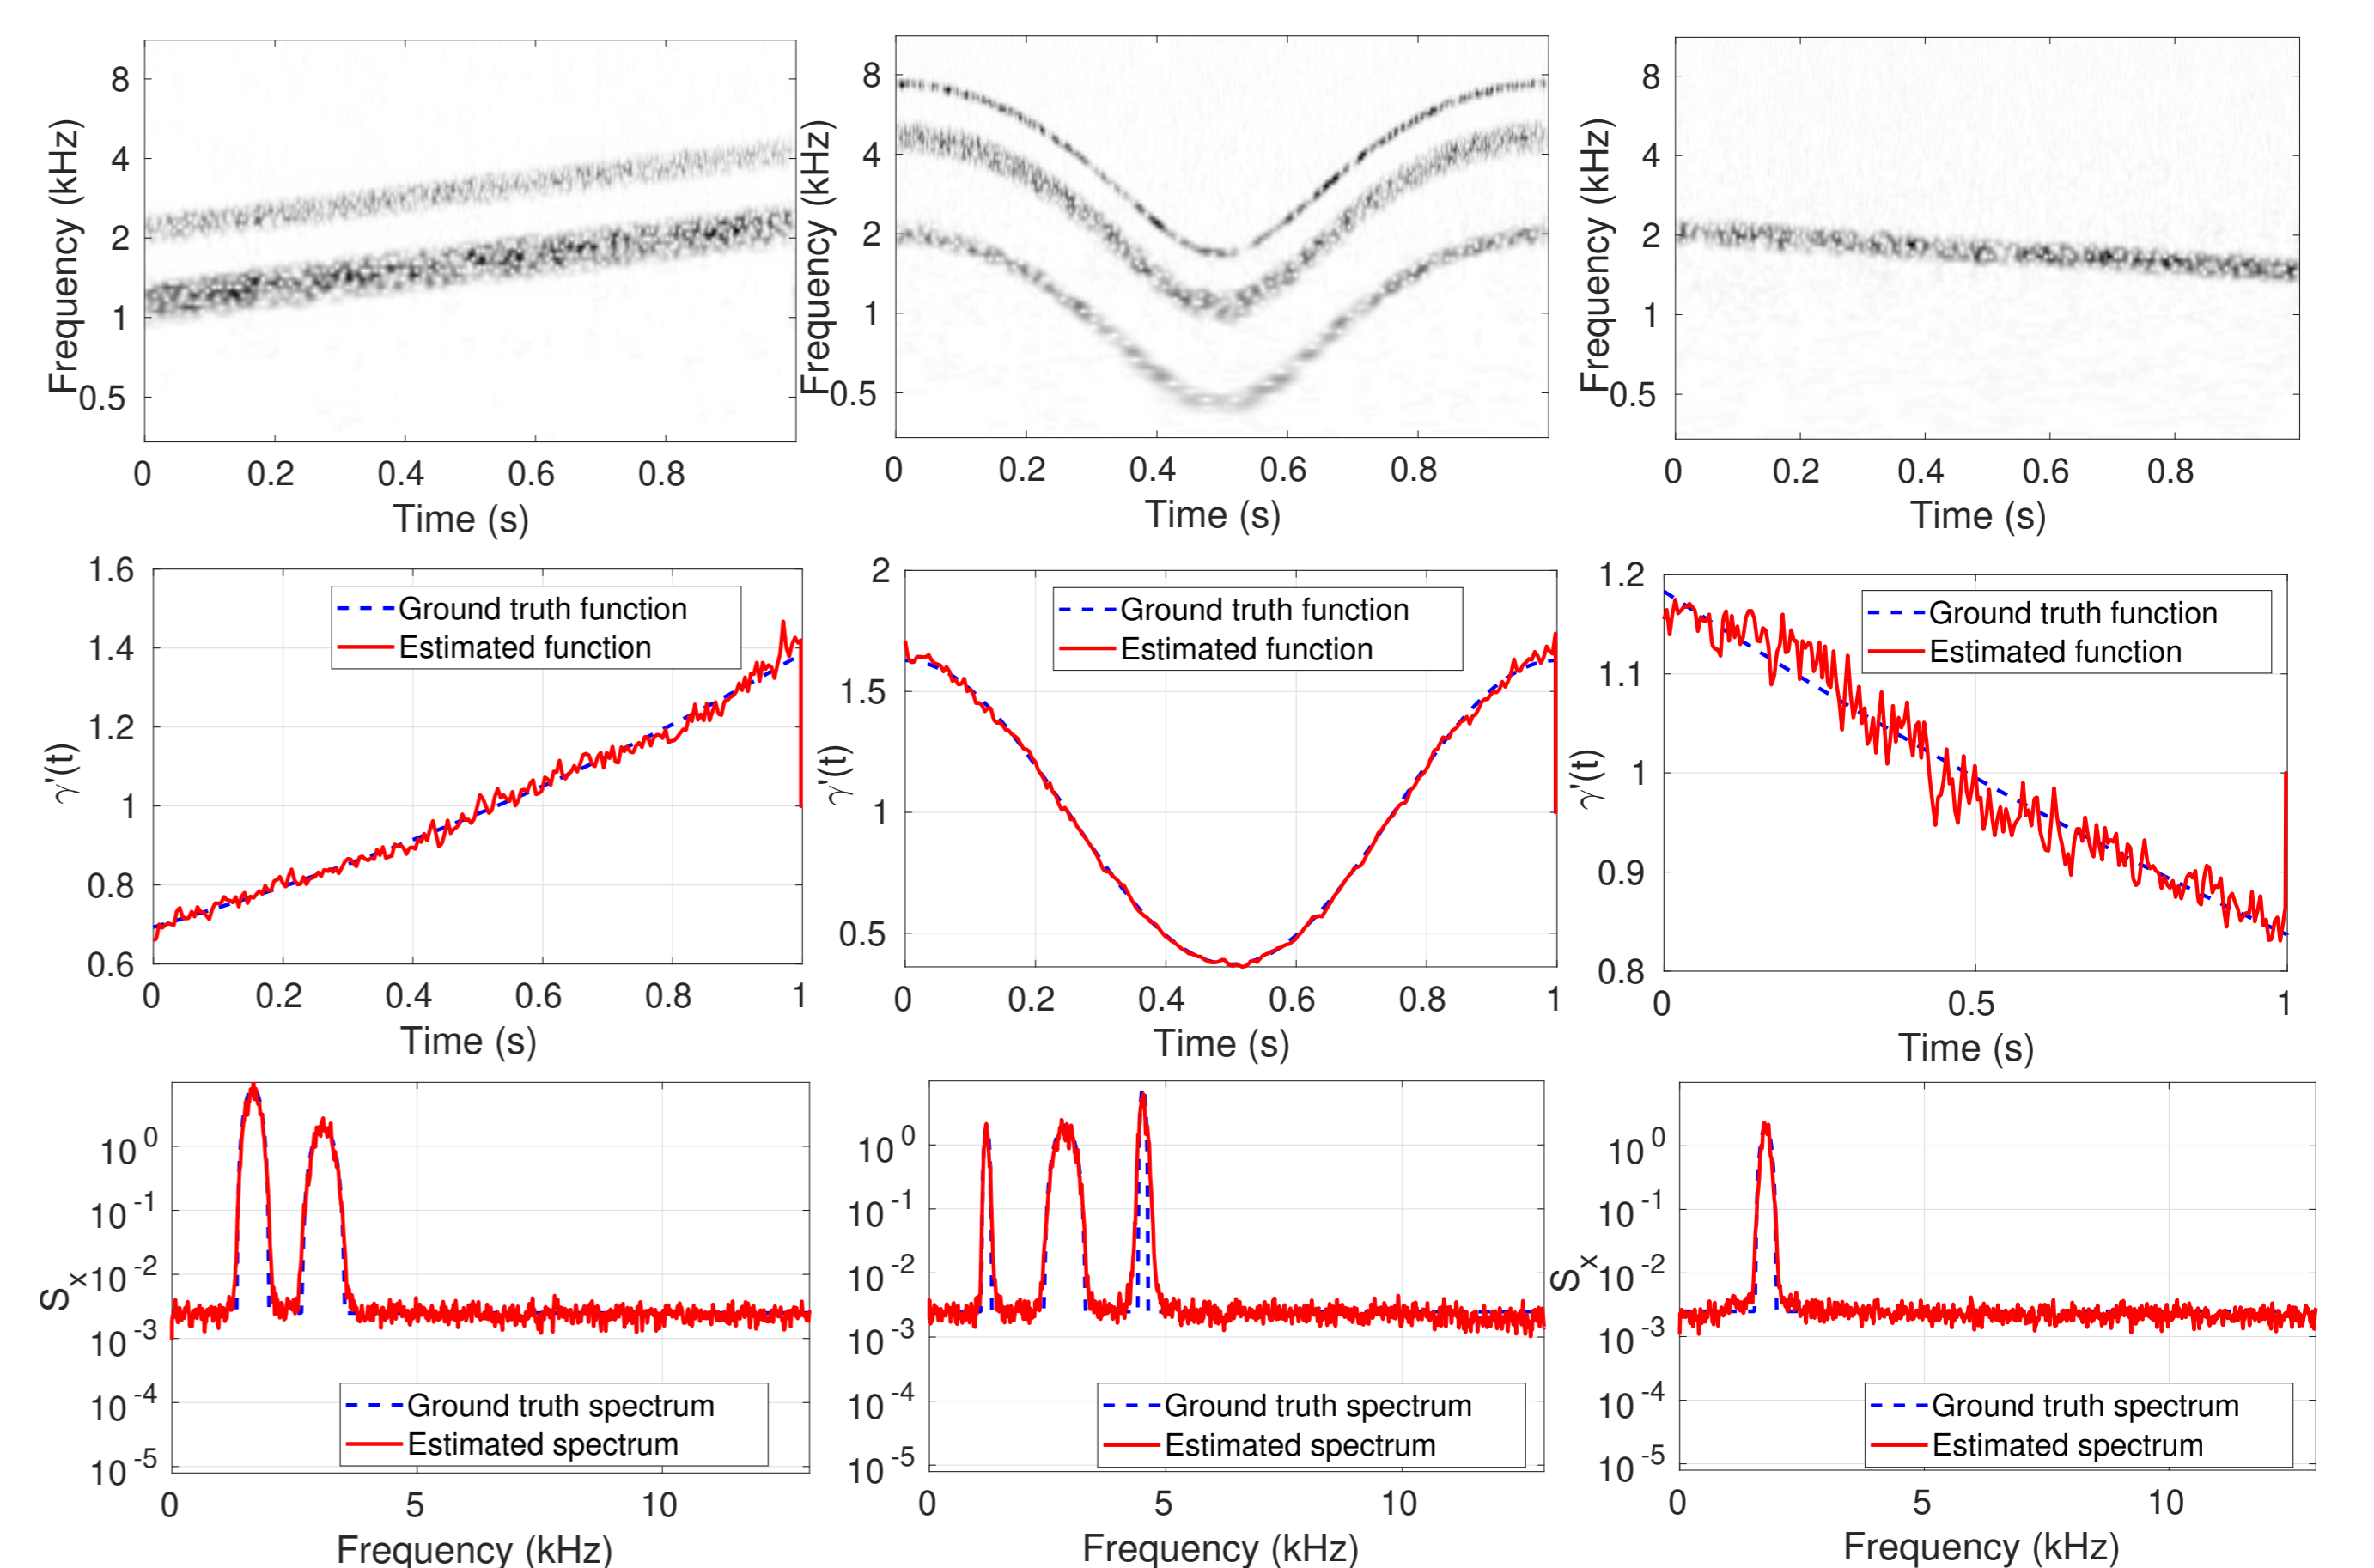 8
4
2
1
0.5
Frequency (kHz)
0 0.2 0.4 0.6 0.8
Time (s)
8
4
2
1
0.5
Frequency (kHz)
0 0.2 0.4 0.6 0.8
Time (s)
8
4
2
1
0.5
Frequency (kHz)
0 0.2 0.4 0.6 0.8
Time (s)
1.6
1.4
1.2
1
0.8
0.6
γ'(t)
Ground truth function
Estimated function
0 0.2 0.4 0.6 0.8 1
Time (s)
2
1.5
1
0.5
γ'(t)
Ground truth function
Estimated function
0 0.2 0.4 0.6 0.8 1
Time (s)
1.2
1.1
1
0.9
0.8
γ'(t)
Ground truth function
Estimated function
0 0.5 1
Time (s)
10^0
10^-1
10^-2
10^-3
10^-4
10^-5
S_x
Ground truth spectrum
Estimated spectrum
0 5 10
Frequency (kHz)
10^0
10^-1
10^-2
10^-3
10^-4
10^-5
Ground truth spectrum
Estimated spectrum
0 5 10
Frequency (kHz)
10^0
10^-1
10^-2
10^-3
10^-4
10^-5
S_x
Ground truth spectrum
Estimated spectrum
0 5 10
Frequency (kHz)